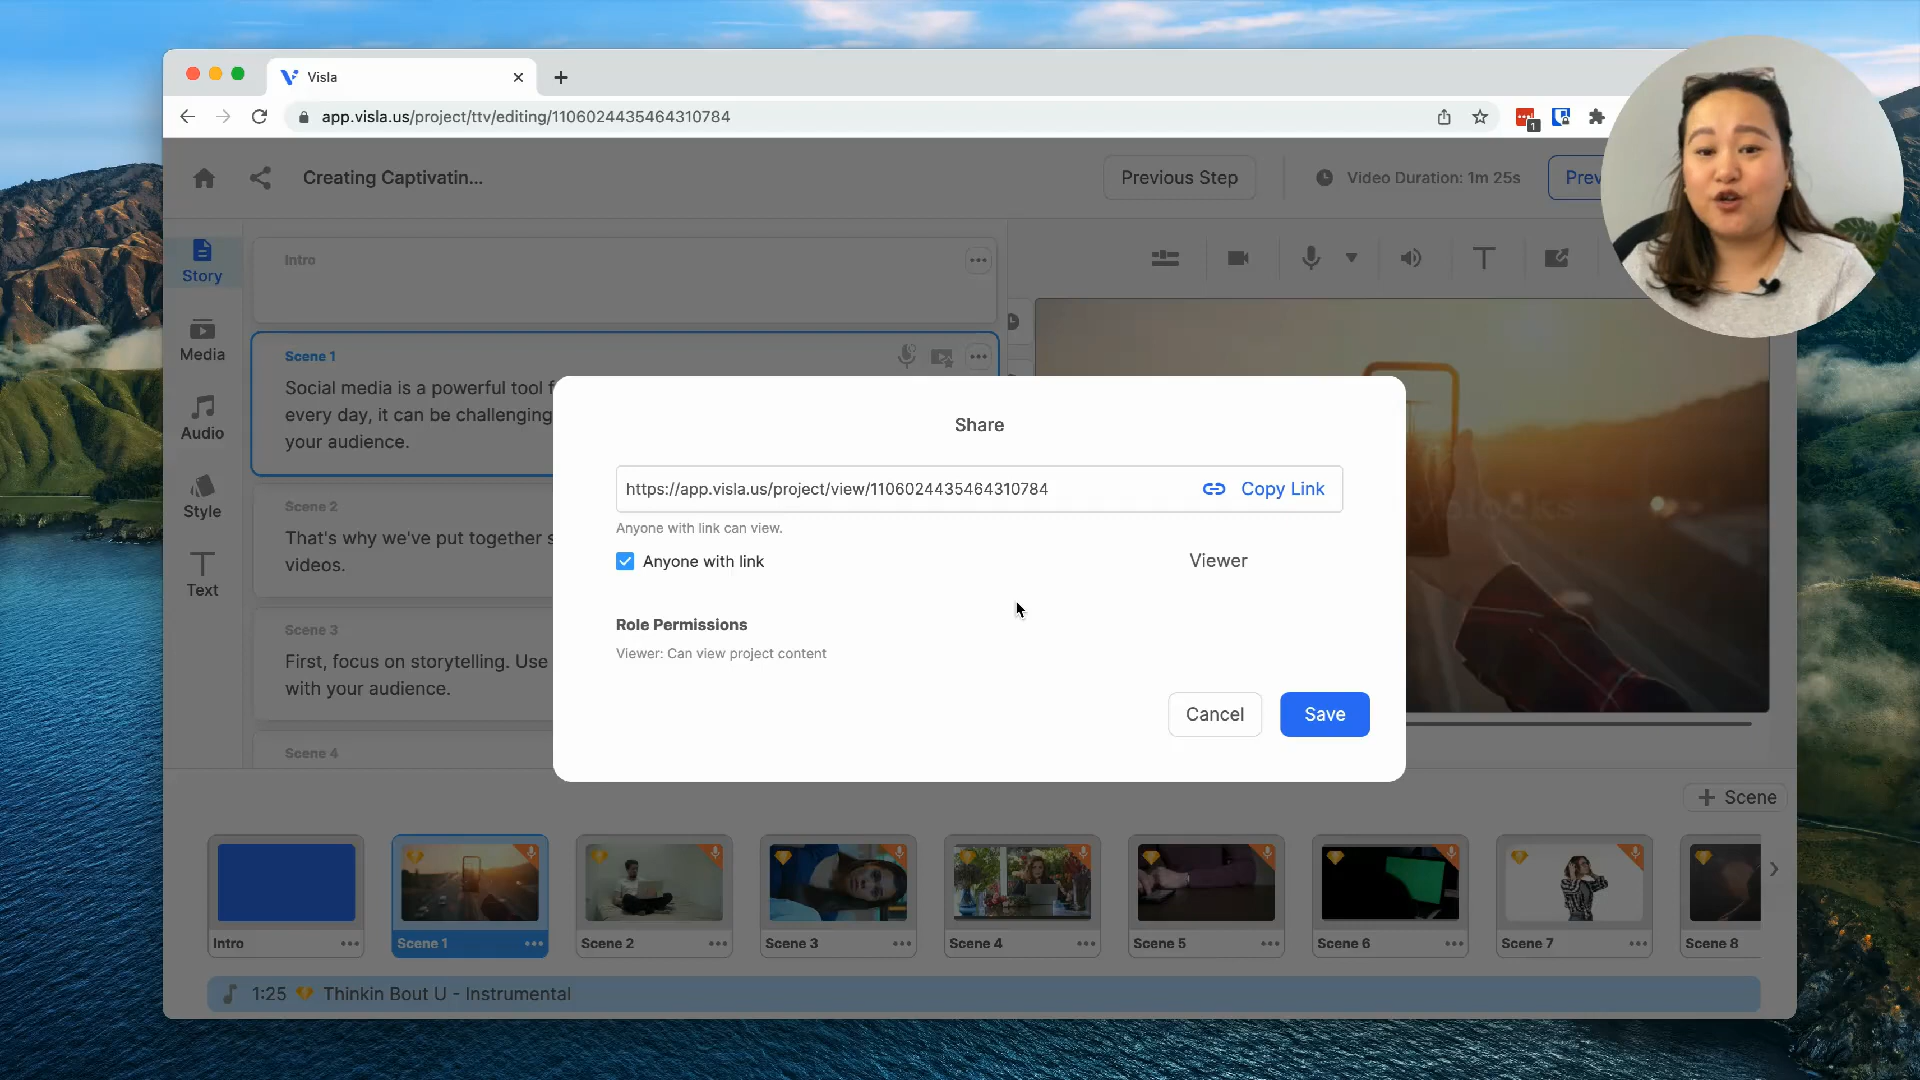 Visla
app.visla.us/project/ttv/editing/1106024435464310784
1
Creating Captivatin...
Previous Step
Video Duration: 1m 25s
Prev
Story
Media
Audio
Style
Text
Intro
Scene 1
Social media is a powerful tool f
every day, it can be challenging
your audience.
Scene 2
That's why we've put together s
videos.
Scene 3
First, focus on storytelling. Use
with your audience.
Scene 4
Share
https://app.visla.us/project/view/1106024435464310784
Copy Link
Anyone with link can view.
Anyone with link
Viewer
Role Permissions
Viewer: Can view project content
Cancel
Save
+ Scene
Intro
Scene 1
Scene 2
Scene 3
Scene 4
Scene 5
Scene 6
Scene 7
Scene 8
1:25 Thinkin Bout U - Instrumental